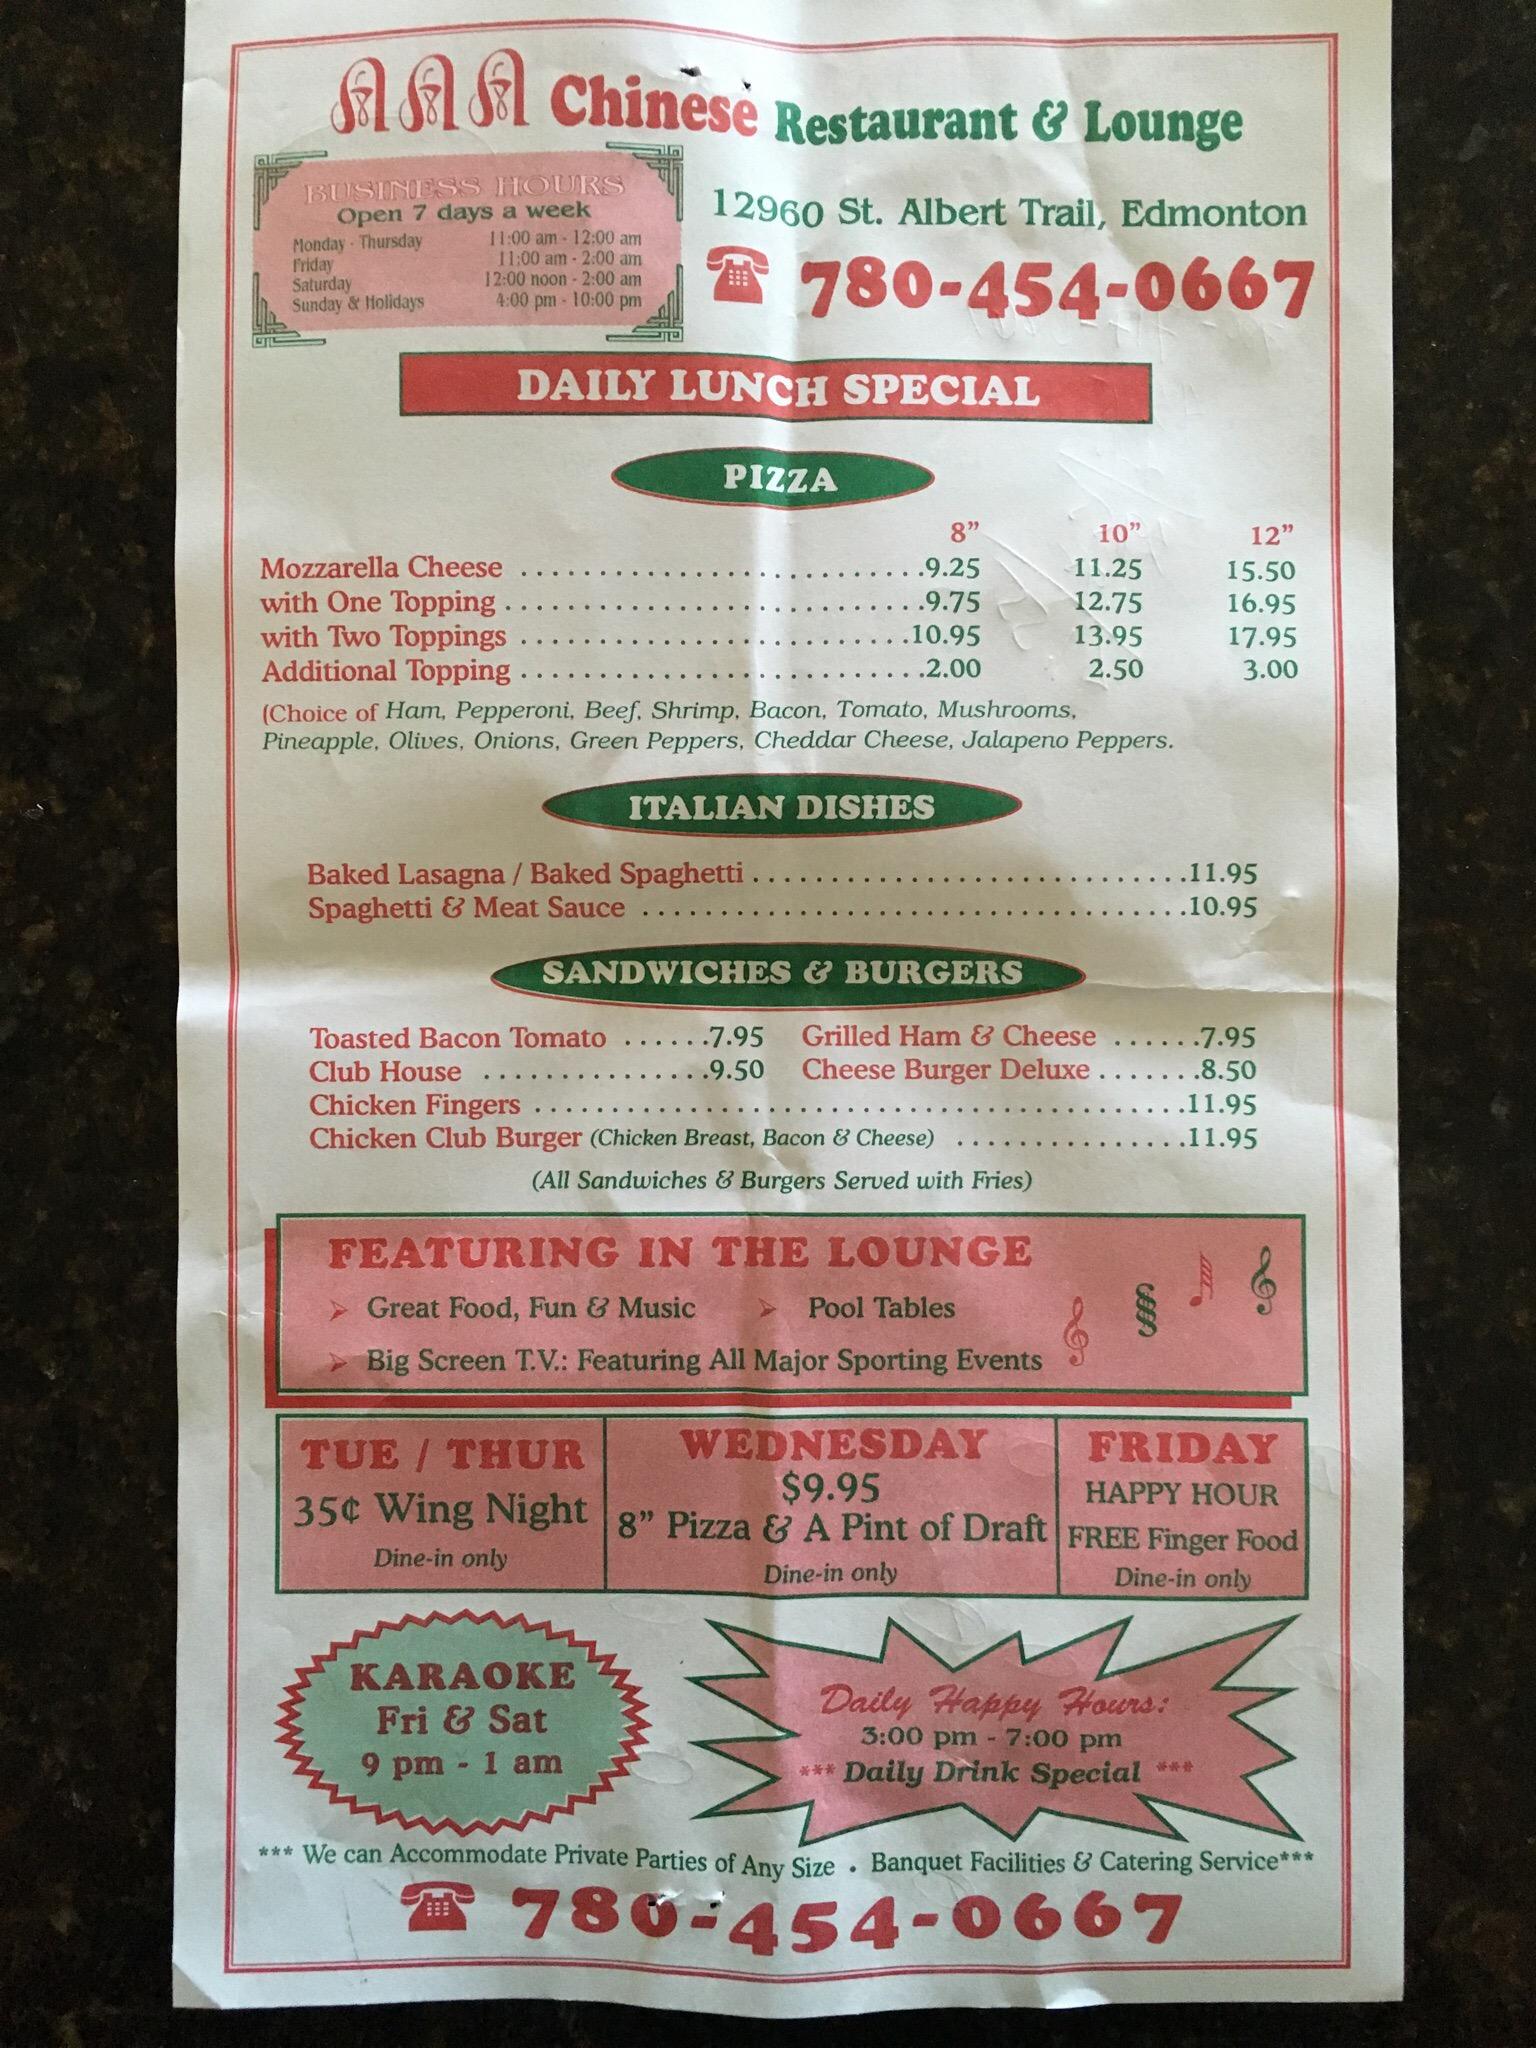 AAA Chinese Restaurant & Lounge
BUSINESS HOURS
Open 7 days a week
Monday - Thursday 11:00 am - 12:00 am
Friday 11:00 am - 2:00 am
Saturday 12:00 noon - 2:00 am
Sunday & Holidays 4:00 pm - 10:00 pm
12960 St. Albert Trail, Edmonton
780-454-0667
DAILY LUNCH SPECIAL
PIZZA
8” 10” 12”
Mozzarella Cheese ..........................9.25 11.25 15.50
with One Topping ...........................9.75 12.75 16.95
with Two Toppings .........................10.95 13.95 17.95
Additional Topping ..........................2.00 2.50 3.00
(Choice of Ham, Pepperoni, Beef, Shrimp, Bacon, Tomato, Mushrooms,
Pineapple, Olives, Onions, Green Peppers, Cheddar Cheese, Jalapeno Peppers.
ITALIAN DISHES
Baked Lasagna / Baked Spaghetti ............................11.95
Spaghetti & Meat Sauce ...................................10.95
SANDWICHES & BURGERS
Toasted Bacon Tomato ......7.95 Grilled Ham & Cheese ......7.95
Club House ...............9.50 Cheese Burger Deluxe .......8.50
Chicken Fingers ..........................................11.95
Chicken Club Burger (Chicken Breast, Bacon & Cheese) ...............11.95
(All Sandwiches & Burgers Served with Fries)
FEATURING IN THE LOUNGE
➢ Great Food, Fun & Music ➢ Pool Tables
➢ Big Screen T.V.: Featuring All Major Sporting Events
TUE / THUR
35¢ Wing Night
Dine-in only
WEDNESDAY
$9.95
8” Pizza & A Pint of Draft
Dine-in only
FRIDAY
HAPPY HOUR
FREE Finger Food
Dine-in only
KARAOKE
Fri & Sat
9 pm - 1 am
Daily Happy Hours:
3:00 pm - 7:00 pm
*** Daily Drink Special ***
*** We can Accommodate Private Parties of Any Size • Banquet Facilities & Catering Service***
780-454-0667